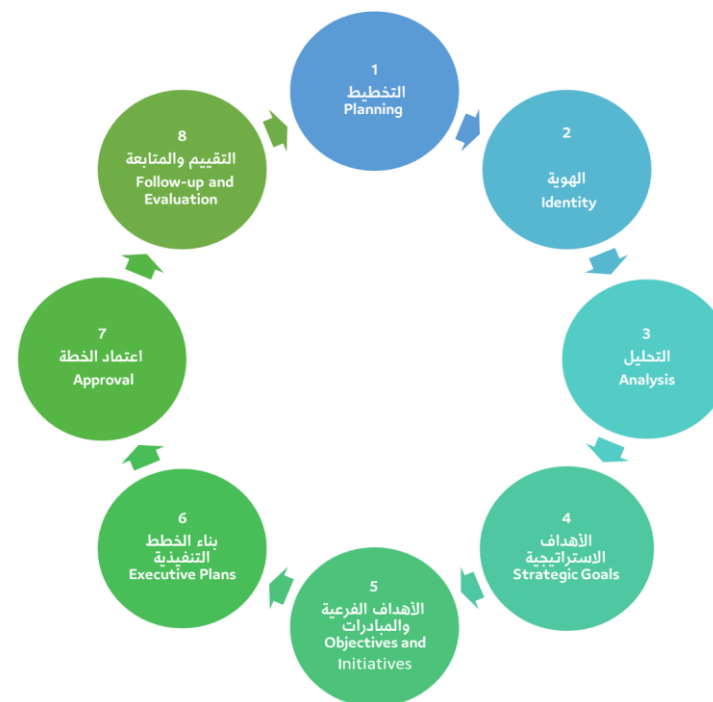 1
التخطيط
Planning
2
الهوية
Identity
3
التحليل
Analysis
4
الأهداف
الاستراتيجية
Strategic Goals
5
الأهداف الفرعية
والمبادرات
Objectives and
Initiatives
6
بناء الخطط
التنفيذية
Executive Plans
7
اعتماد الخطة
Approval
8
التقييم والمتابعة
Follow-up and
Evaluation